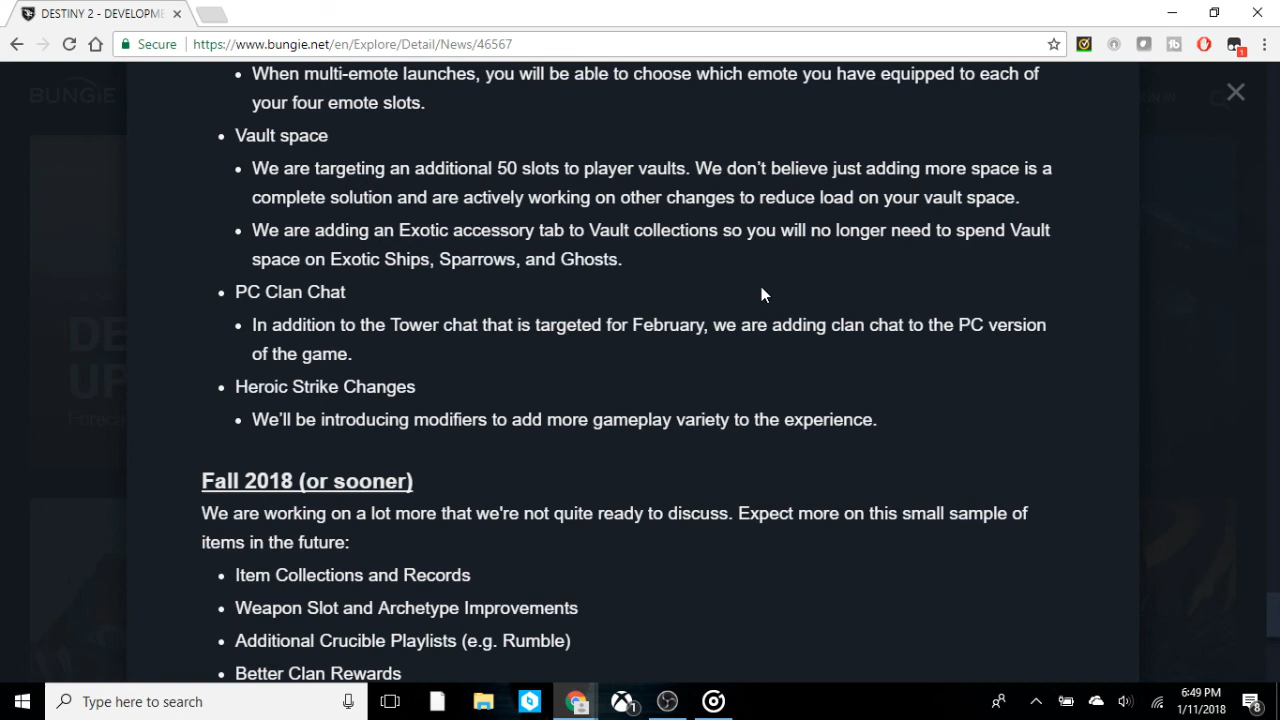 DESTINY 2 - DEVELOPME
Secure
https://www.bungie.net/en/Explore/Detail/News/46567
1
BUNGIE
When multi-emote launches, you will be able to choose which emote you have equipped to each of
your four emote slots.
Vault space
We are targeting an additional 50 slots to player vaults. We don’t believe just adding more space is a
complete solution and are actively working on other changes to reduce load on your vault space.
We are adding an Exotic accessory tab to Vault collections so you will no longer need to spend Vault
space on Exotic Ships, Sparrows, and Ghosts.
PC Clan Chat
In addition to the Tower chat that is targeted for February, we are adding clan chat to the PC version
of the game.
Heroic Strike Changes
We’ll be introducing modifiers to add more gameplay variety to the experience.
Fall 2018 (or sooner)
We are working on a lot more that we're not quite ready to discuss. Expect more on this small sample of
items in the future:
Item Collections and Records
Weapon Slot and Archetype Improvements
Additional Crucible Playlists (e.g. Rumble)
Better Clan Rewards
DE
UP
Foreca
Type here to search
1
6:49 PM
1/11/2018
8